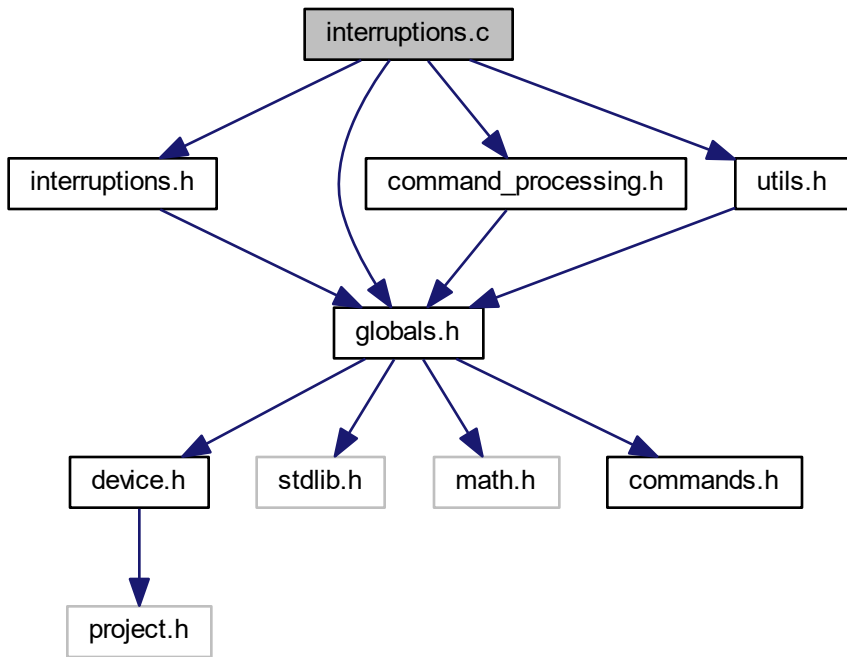 interruptions.c
interruptions.h
command_processing.h
utils.h
globals.h
device.h
stdlib.h
math.h
commands.h
project.h